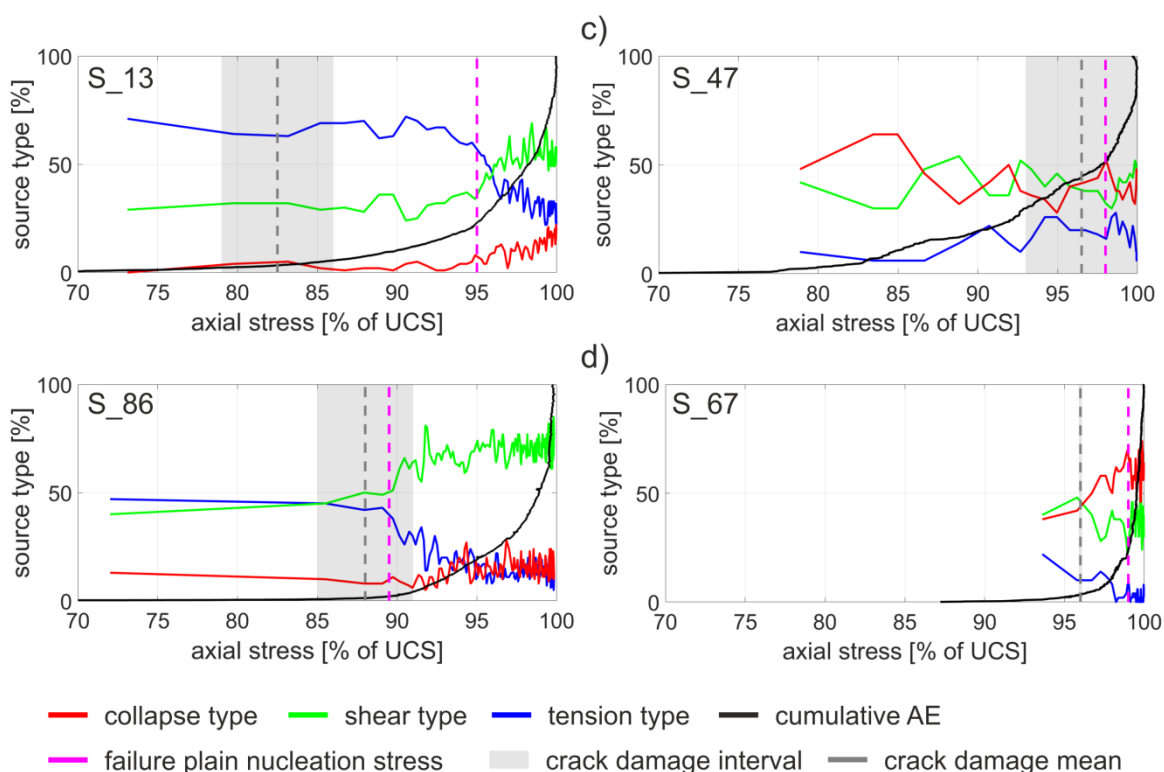 c)
S_13
source type [%]
100
50
0
70 75 80 85 90 95 100
axial stress [% of UCS]
S_47
source type [%]
100
50
0
70 75 80 85 90 95 100
axial stress [% of UCS]
d)
S_86
source type [%]
100
50
0
70 75 80 85 90 95 100
axial stress [% of UCS]
S_67
source type [%]
100
50
0
70 75 80 85 90 95 100
axial stress [% of UCS]
collapse type shear type tension type cumulative AE
failure plain nucleation stress crack damage interval crack damage mean